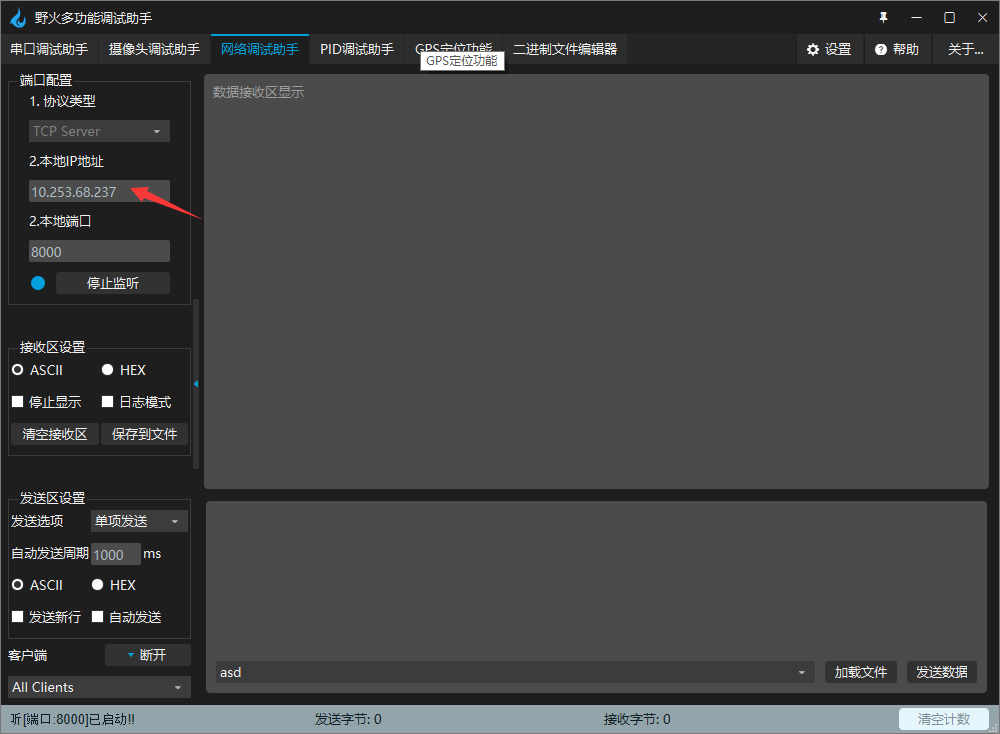 野火多功能调试助手
串口调试助手 摄像头调试助手 网络调试助手 PID调试助手 GPS定位功能 二进制文件编辑器 设置 帮助 关于...
GPS定位功能
端口配置
1. 协议类型
TCP Server
2.本地IP地址
10.253.68.237
2.本地端口
8000
停止监听
接收区设置
ASCII HEX
停止显示 日志模式
清空接收区 保存到文件
发送区设置
发送选项 单项发送
自动发送周期 1000 ms
ASCII HEX
发送新行 自动发送
客户端 断开
All Clients
数据接收区显示
asd 加载文件 发送数据
听[端口:8000]已启动!! 发送字节: 0 接收字节: 0 清空计数